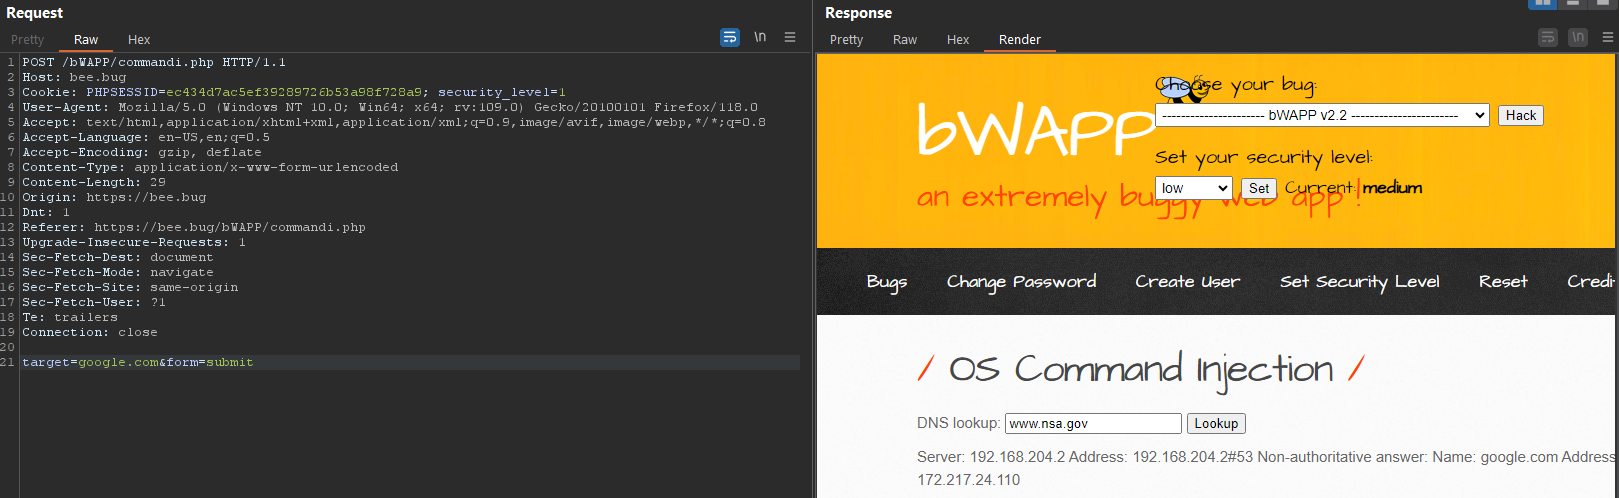 Request
Pretty Raw Hex
\n
1 POST /bWAPP/commandi.php HTTP/1.1
2 Host: bee.bug
3 Cookie: PHPSESSID=ec434d7ac5ef39289726b53a98f728a9; security_level=1
4 User-Agent: Mozilla/5.0 (Windows NT 10.0; Win64; x64; rv:109.0) Gecko/20100101 Firefox/118.0
5 Accept: text/html,application/xhtml+xml,application/xml;q=0.9,image/avif,image/webp,*/*;q=0.8
6 Accept-Language: en-US,en;q=0.5
7 Accept-Encoding: gzip, deflate
8 Content-Type: application/x-www-form-urlencoded
9 Content-Length: 29
10 Origin: https://bee.bug
11 Dnt: 1
12 Referer: https://bee.bug/bWAPP/commandi.php
13 Upgrade-Insecure-Requests: 1
14 Sec-Fetch-Dest: document
15 Sec-Fetch-Mode: navigate
16 Sec-Fetch-Site: same-origin
17 Sec-Fetch-User: ?1
18 Te: trailers
19 Connection: close
20
21 target=google.com&form=submit
Response
Pretty Raw Hex Render
\n
Choose your bug:
---------------------- bWAPP v2.2 ----------------------- Hack
bWAPP
Set your security level:
low Set Current: medium
an extremely buggy web app !
Bugs Change Password Create User Set Security Level Reset Credi
/ OS Command Injection /
DNS lookup: www.nsa.gov Lookup
Server: 192.168.204.2 Address: 192.168.204.2#53 Non-authoritative answer: Name: google.com Address
172.217.24.110